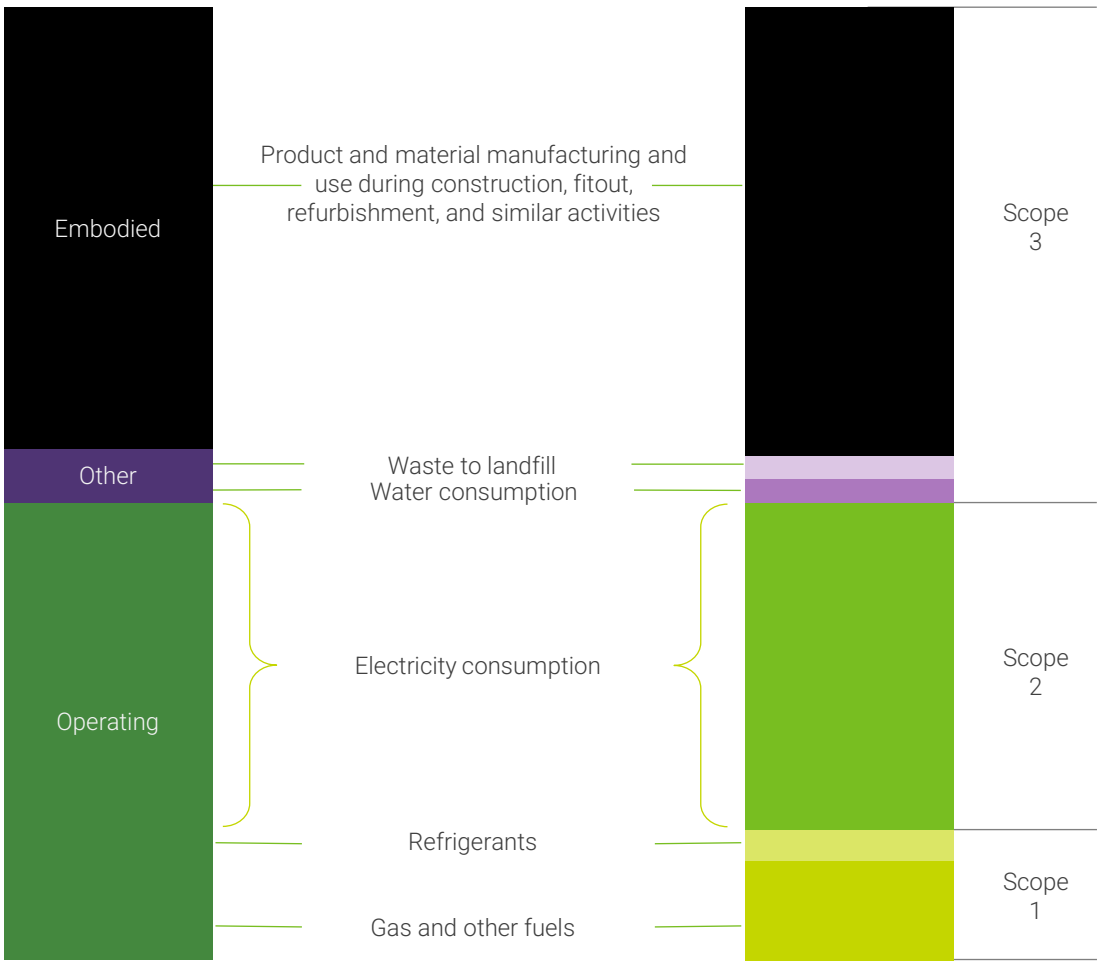 Product and material manufacturing and
use during construction, fitout,
refurbishment, and similar activities
Embodied
Scope
3
Other
Waste to landfill
Water consumption
Electricity consumption
Scope
2
Operating
Refrigerants
Gas and other fuels
Scope
1